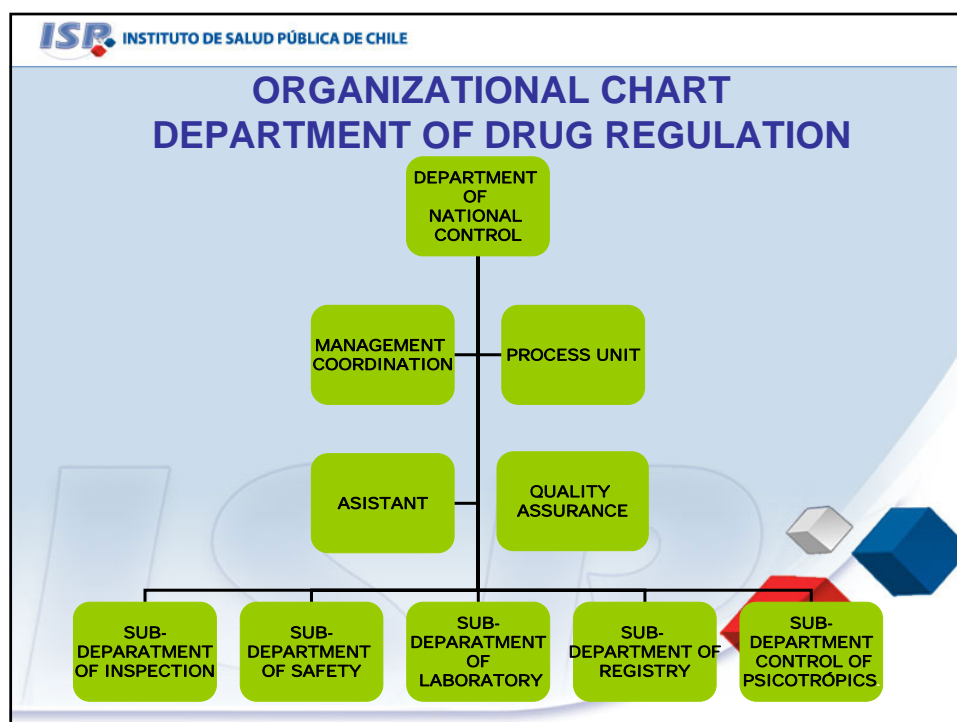 ISP INSTITUTO DE SALUD PÚBLICA DE CHILE
ORGANIZATIONAL CHART
DEPARTMENT OF DRUG REGULATION
DEPARTMENT
OF
NATIONAL
CONTROL
MANAGEMENT
COORDINATION
PROCESS UNIT
ASISTANT
QUALITY
ASSURANCE
SUB-
DEPARATMENT
OF INSPECTION
SUB-
DEPARTMENT
OF SAFETY
SUB-
DEPARATMENT
OF
LABORATORY
SUB-
DEPARTMENT OF
REGISTRY
SUB-
DEPARTMENT
CONTROL OF
PSICOTRÓPICS
ISP